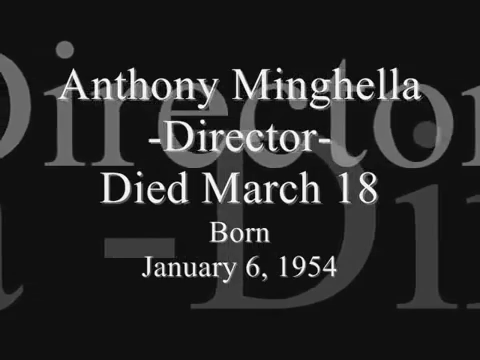 Anthony Minghella
-Director-
Died March 18
Born
January 6, 1954